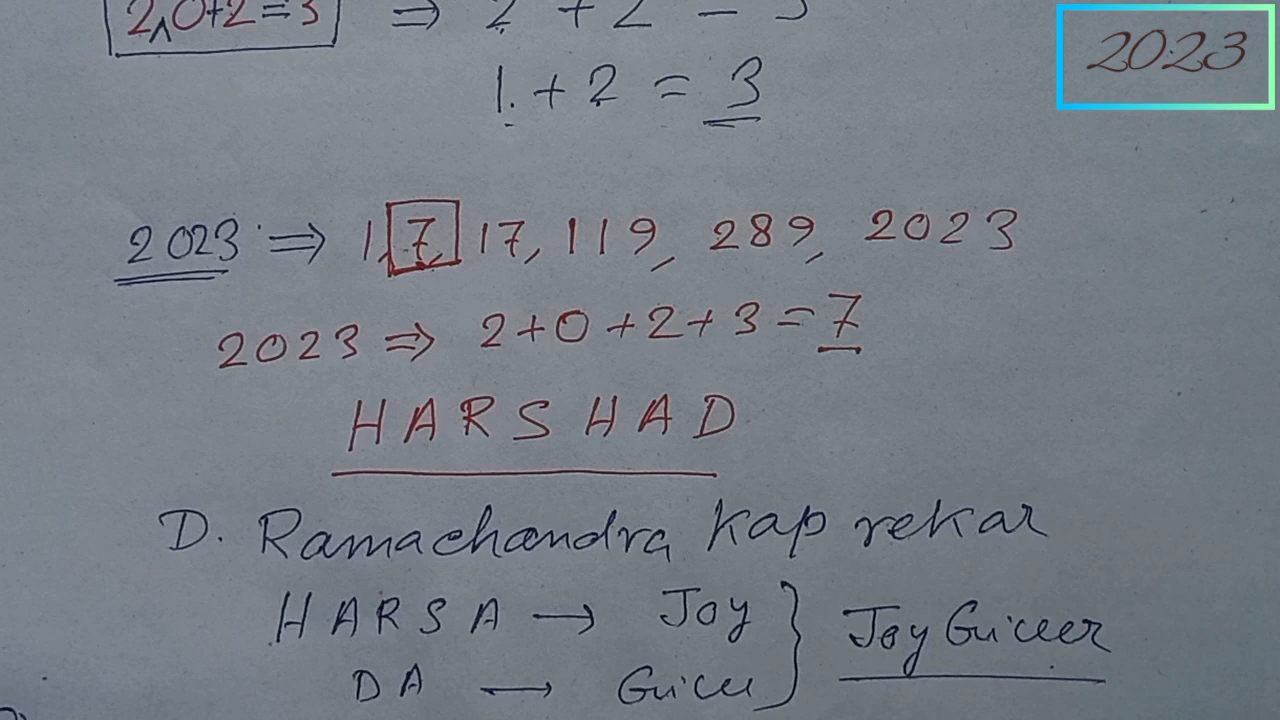 2∧0+2=3 ⇒ 2 + 2 = 3
2023
1 + 2 = 3
2023 ⇒ 1, 7, 17, 119, 289, 2023
2023 ⇒ 2+0+2+3=7
HARSHAD
D. Ramachandra Kaprekar
HARSA → Joy } Joy Giver
DA →